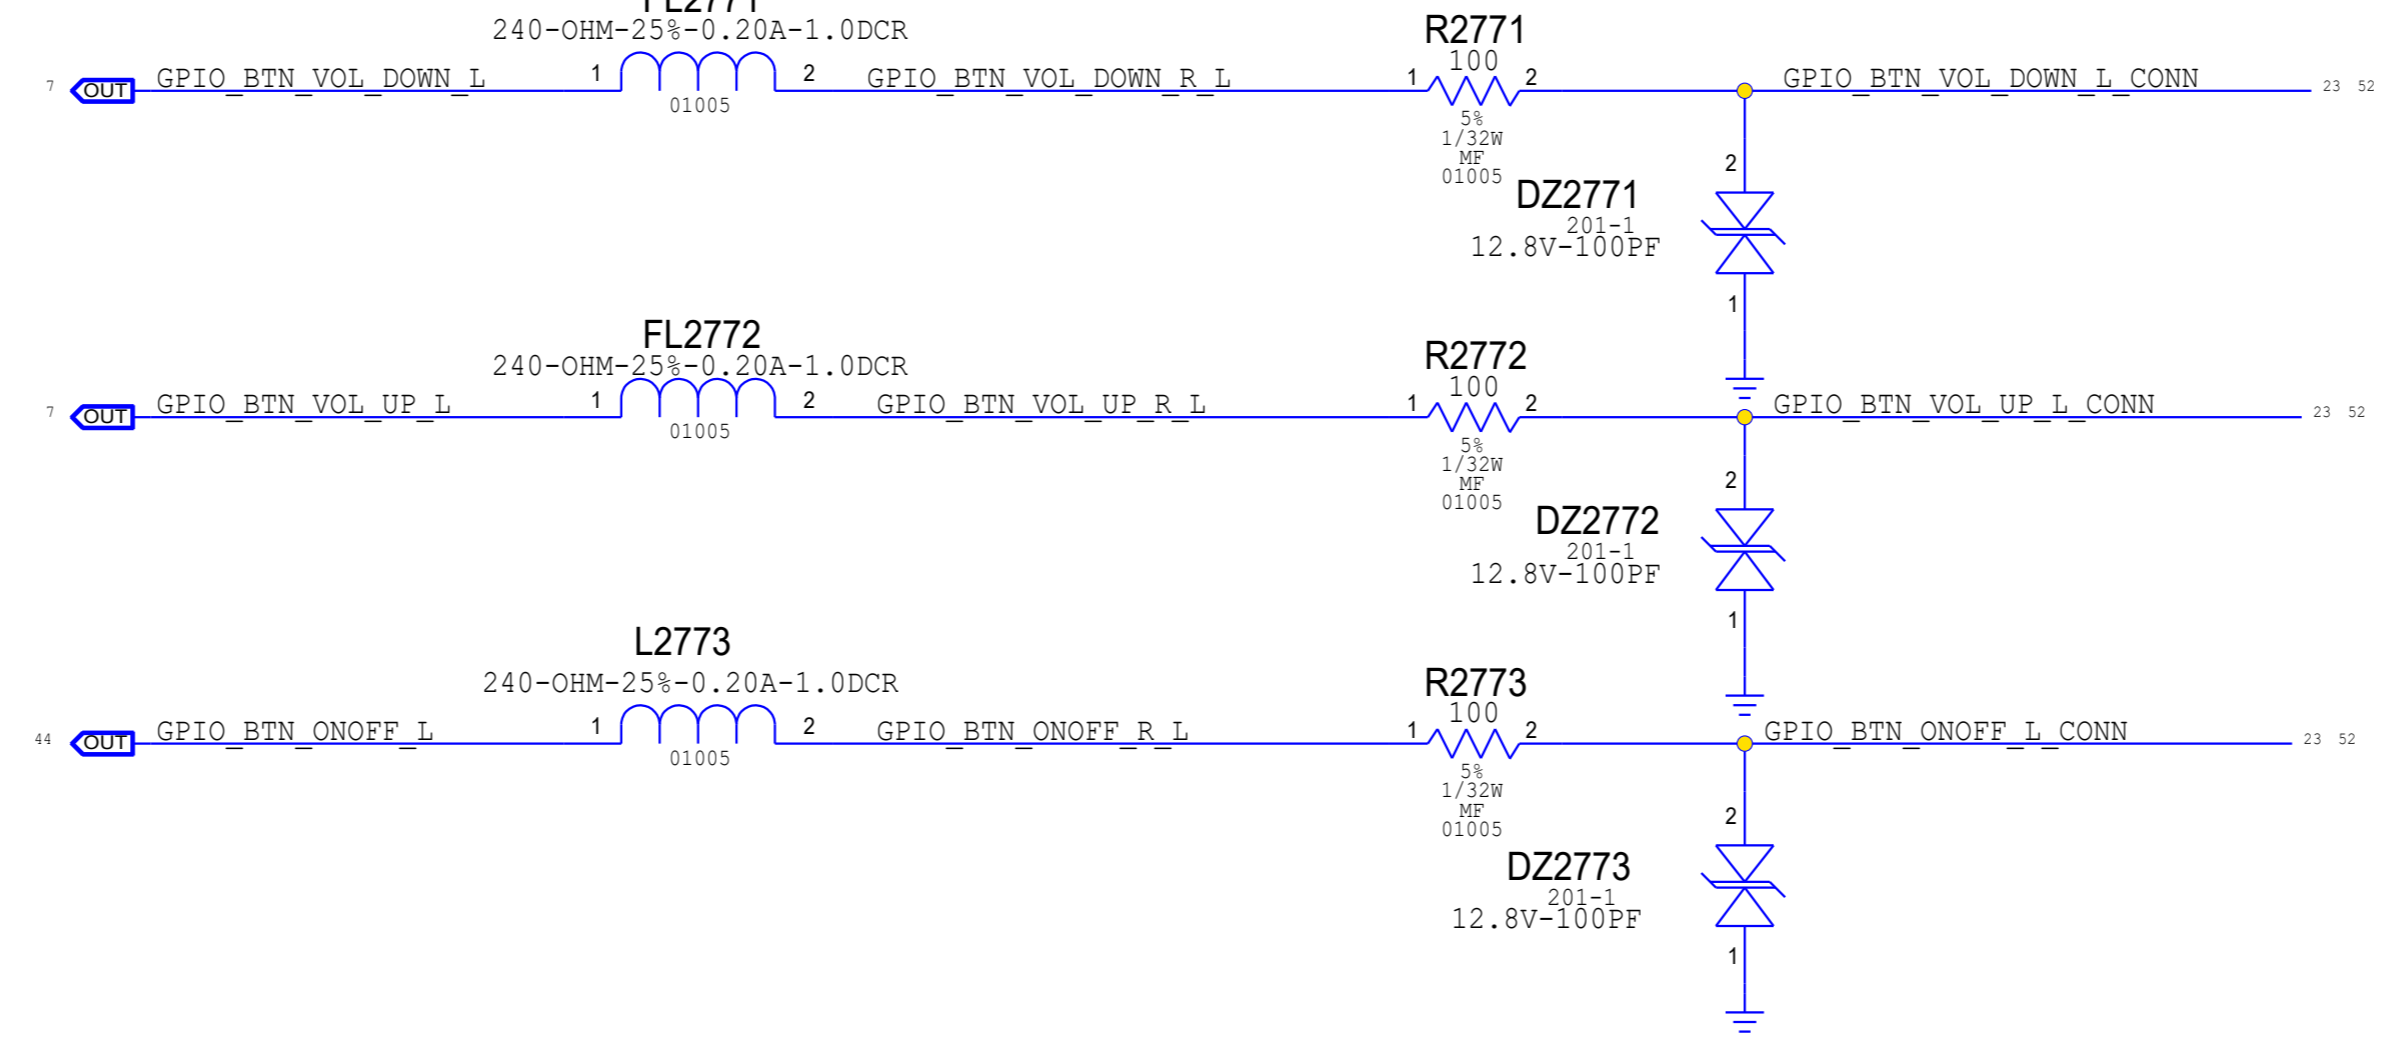 FL2771
240-OHM-25%-0.20A-1.0DCR
R2771
100
7 OUT GPIO_BTN_VOL_DOWN_L 1 2 GPIO_BTN_VOL_DOWN_R_L 1 2 GPIO_BTN_VOL_DOWN_L_CONN 23 52
01005
5%
1/32W
MF
01005
2
DZ2771
201-1
12.8V-100PF
1
FL2772
240-OHM-25%-0.20A-1.0DCR
R2772
100
7 OUT GPIO_BTN_VOL_UP_L 1 2 GPIO_BTN_VOL_UP_R_L 1 2 GPIO_BTN_VOL_UP_L_CONN 23 52
01005
5%
1/32W
MF
01005
2
DZ2772
201-1
12.8V-100PF
1
L2773
240-OHM-25%-0.20A-1.0DCR
R2773
100
44 OUT GPIO_BTN_ONOFF_L 1 2 GPIO_BTN_ONOFF_R_L 1 2 GPIO_BTN_ONOFF_L_CONN 23 52
01005
5%
1/32W
MF
01005
2
DZ2773
201-1
12.8V-100PF
1